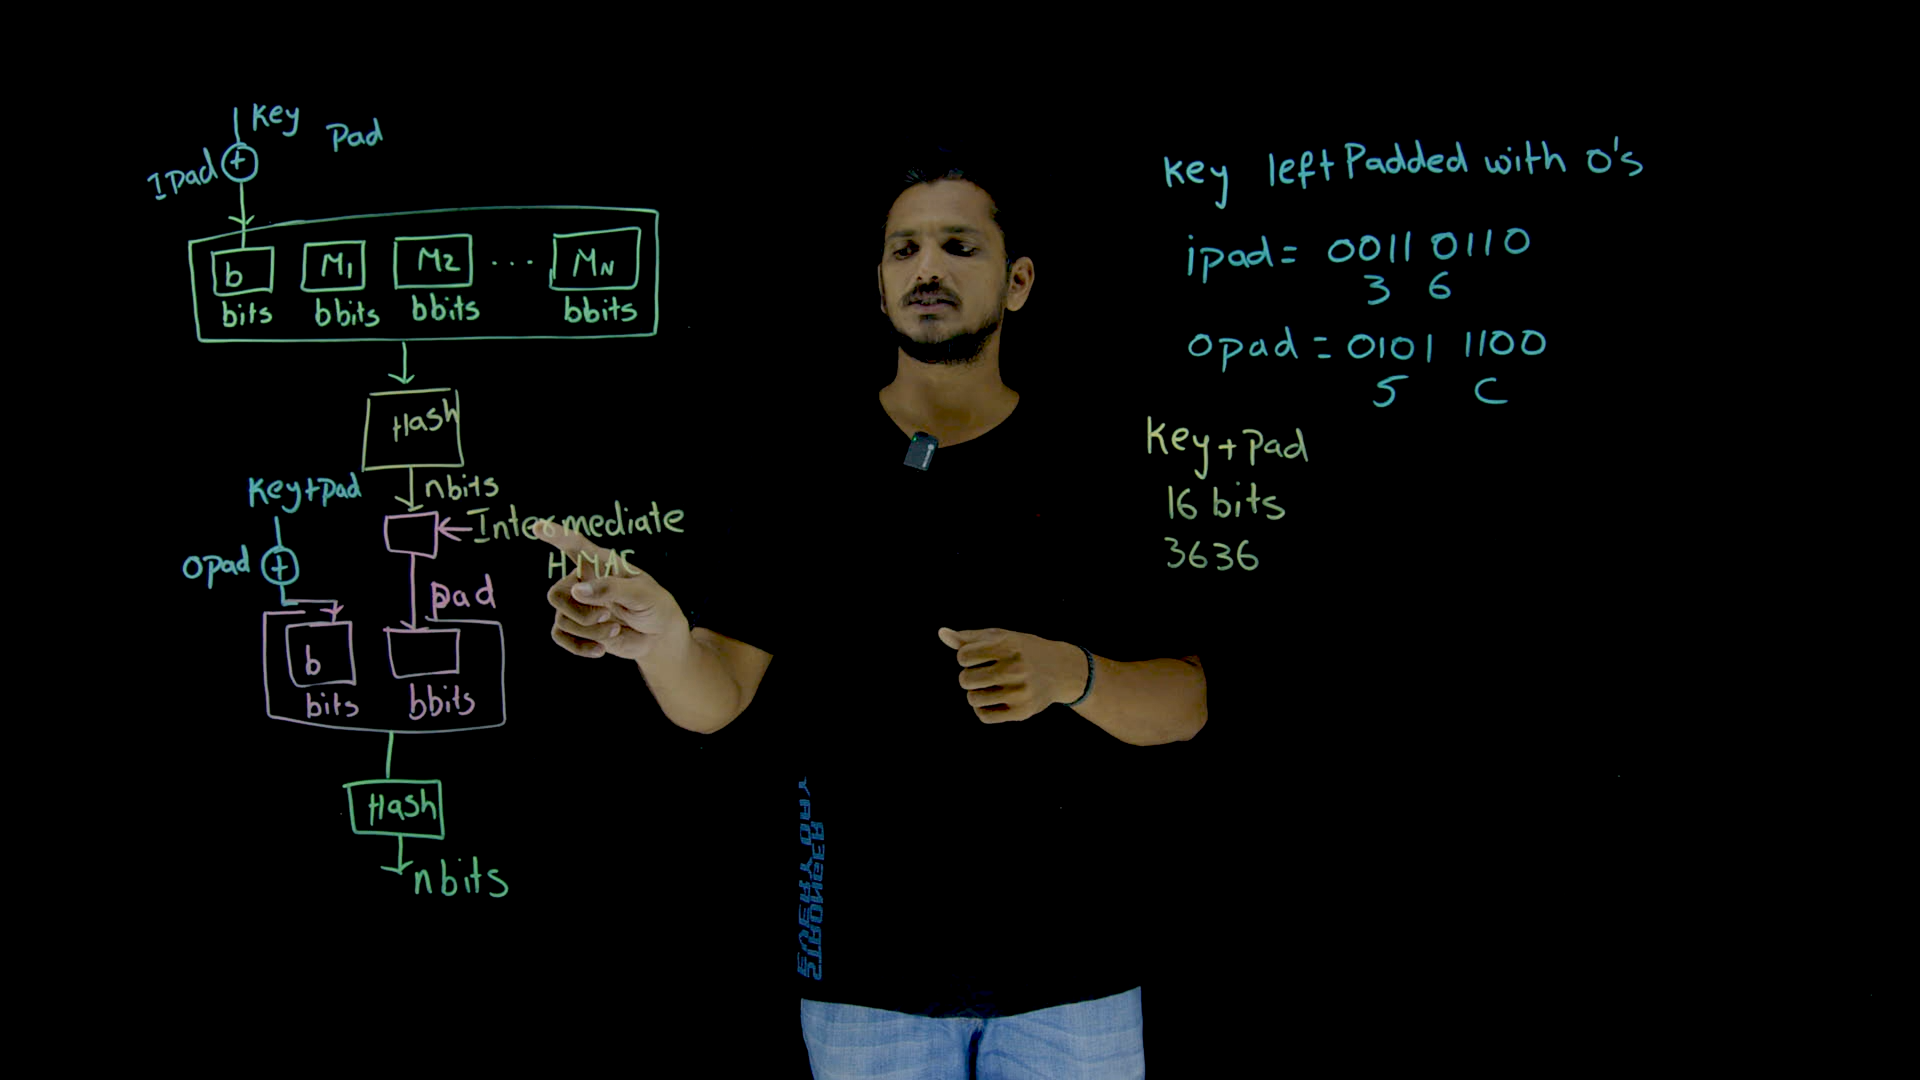 key
Pad
Ipad
b M1 M2 ... MN
bits bbits bbits bbits
Hash
nbits
Intermediate
HMAC
key+pad
opad
pad
b
bits bbits
Hash
nbits
key left Padded with 0's
ipad = 0011 0110
3 6
opad = 0101 1100
5 C
key + pad
16 bits
3636